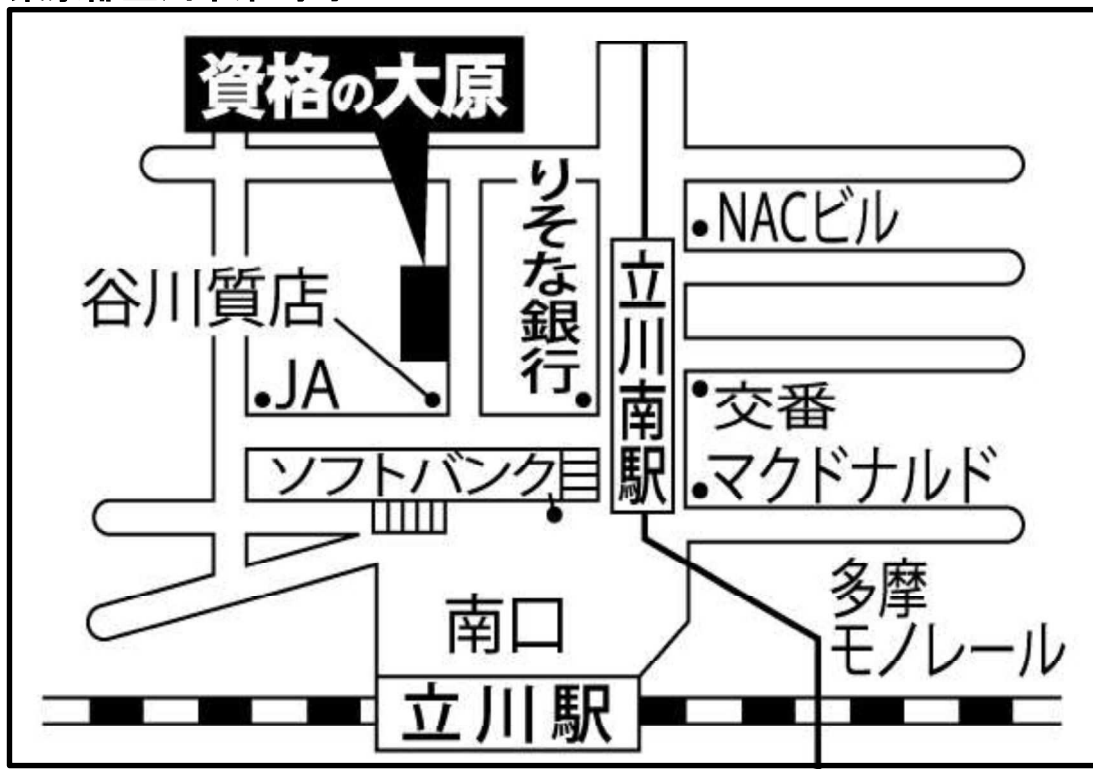 資格の大原
りそな銀行
NACビル
谷川質店
立川南駅
JA
交番
ソフトバンク
マクドナルド
南口
多摩
モノレール
立川駅